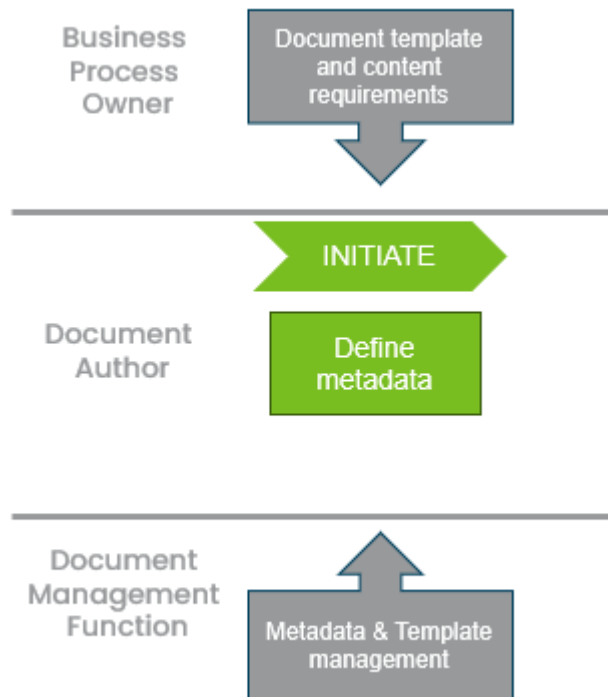 Business
Process
Owner
Document template
and content
requirements
INITIATE
Document
Author
Define
metadata
Document
Management
Function
Metadata & Template
management